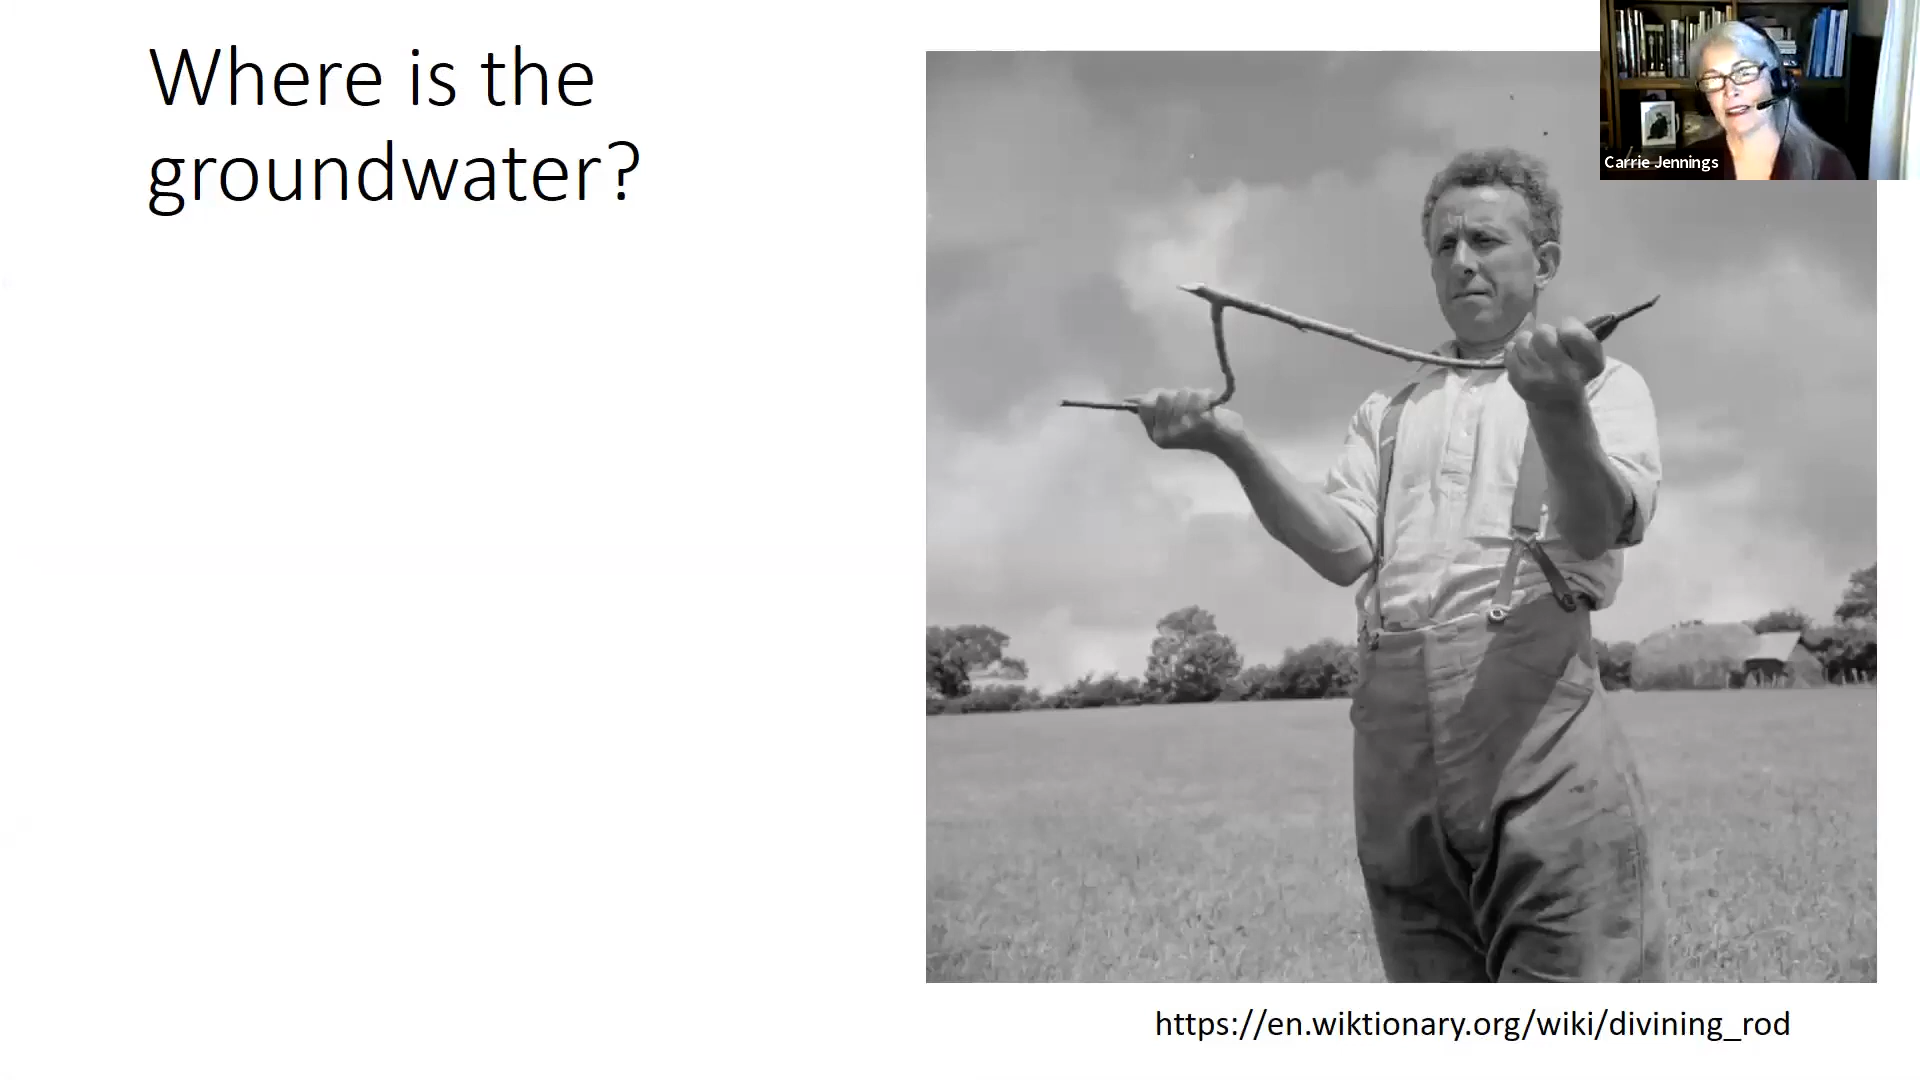 Where is the
groundwater?
Carrie Jennings
https://en.wiktionary.org/wiki/divining_rod